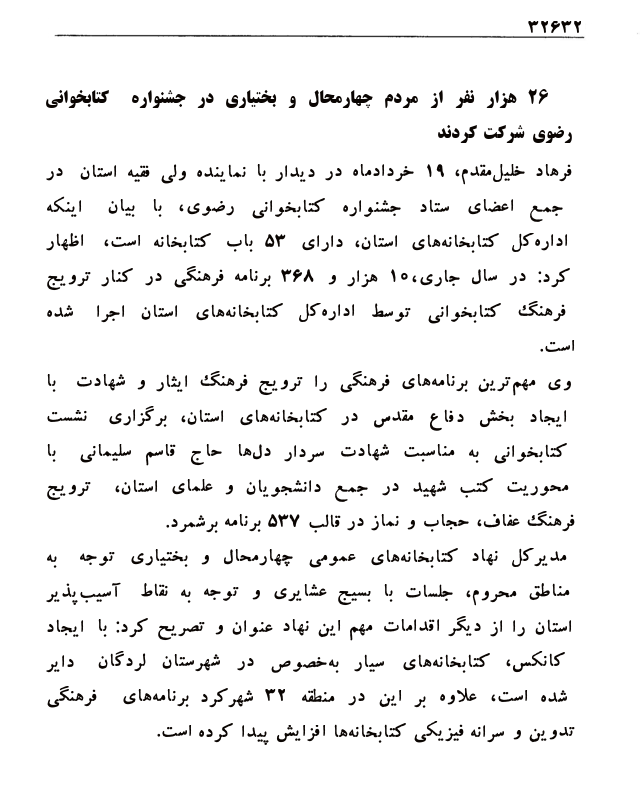 ۳۲۶۳۲
۲۶ هزار نفر از مردم چهارمحال و بختیاری در جشنواره کتابخوانی
رضوی شرکت کردند
فرهاد خلیل‌مقدم، ۱۹ خردادماه در دیدار با نماینده ولی فقیه استان در
جمع اعضای ستاد جشنواره کتابخوانی رضوی، با بیان اینکه
اداره‌کل کتابخانه‌های استان، دارای ۵۳ باب کتابخانه است، اظهار
کرد: در سال جاری،۱۰ هزار و ۳۶۸ برنامه فرهنگی در کنار ترویج
فرهنگ کتابخوانی توسط اداره‌کل کتابخانه‌های استان اجرا شده
است.
وی مهم‌ترین برنامه‌های فرهنگی را ترویج فرهنگ ایثار و شهادت با
ایجاد بخش دفاع مقدس در کتابخانه‌های استان، برگزاری نشست
کتابخوانی به مناسبت شهادت سردار دل‌ها حاج قاسم سلیمانی با
محوریت کتب شهید در جمع دانشجویان و علمای استان، ترویج
فرهنگ عفاف، حجاب و نماز در قالب ۵۳۷ برنامه برشمرد.
مدیرکل نهاد کتابخانه‌های عمومی چهارمحال و بختیاری توجه به
مناطق محروم، جلسات با بسیج عشایری و توجه به نقاط آسیب‌پذیر
استان را از دیگر اقدامات مهم این نهاد عنوان و تصریح کرد: با ایجاد
کانکس، کتابخانه‌های سیار به‌خصوص در شهرستان لردگان دایر
شده است، علاوه بر این در منطقه ۳۲ شهرکرد برنامه‌های فرهنگی
تدوین و سرانه فیزیکی کتابخانه‌ها افزایش پیدا کرده است.